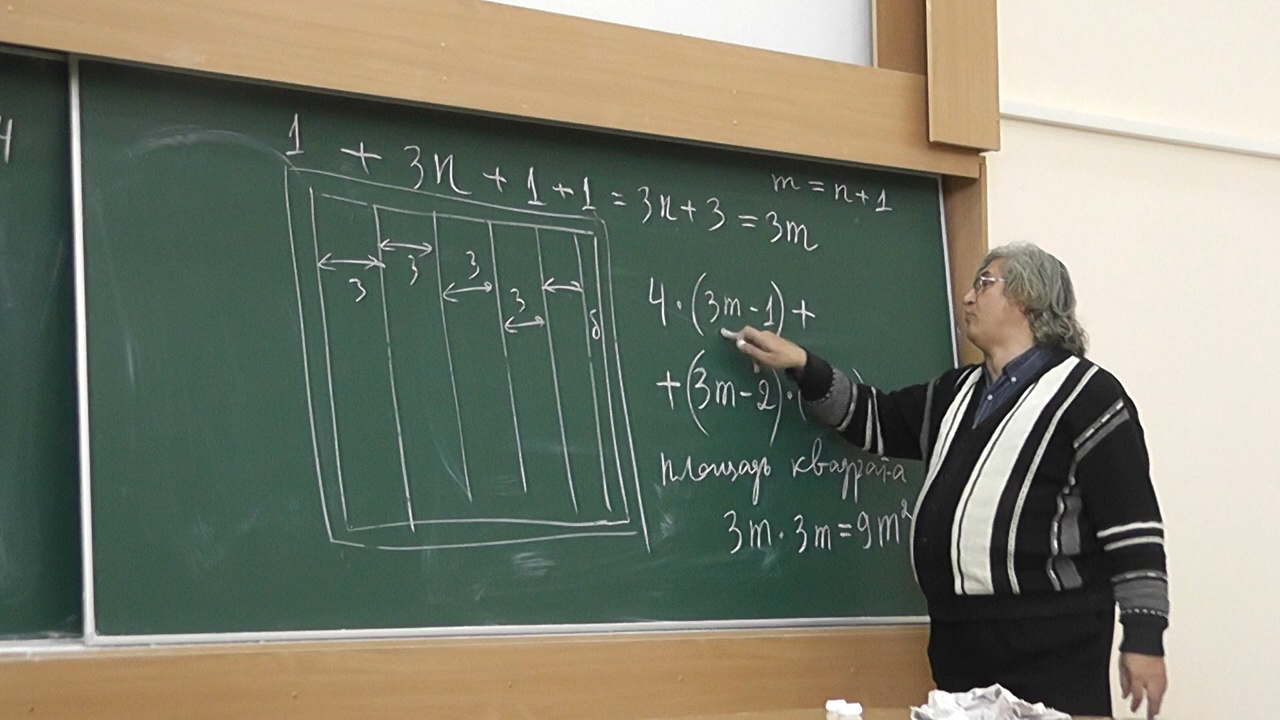 4
1 + 3n + 1 + 1 = 3n + 3 = 3m
m = n + 1
3 3 3 3 δ
4 · (3m - 1) +
+ (3m - 2) · (
площадь квадрата
3m · 3m = 9m²